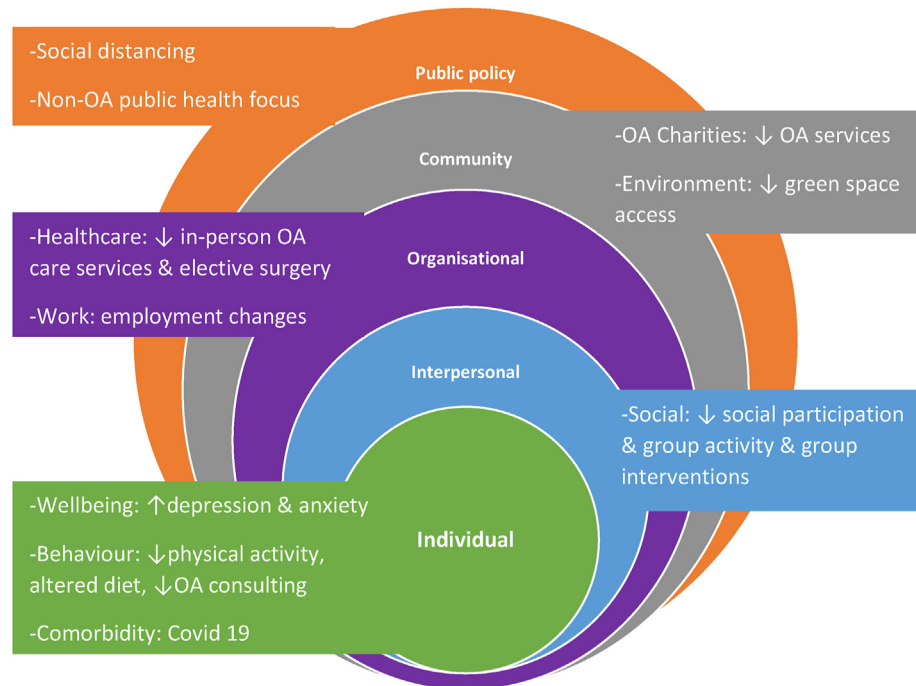 -Social distancing
-Non-OA public health focus
Public policy
Community
-OA Charities: ↓ OA services
-Environment: ↓ green space
access
-Healthcare: ↓ in-person OA
care services & elective surgery
-Work: employment changes
Organisational
Interpersonal
-Social: ↓ social participation
& group activity & group
interventions
-Wellbeing: ↑depression & anxiety
-Behaviour: ↓physical activity,
altered diet, ↓OA consulting
-Comorbidity: Covid 19
Individual